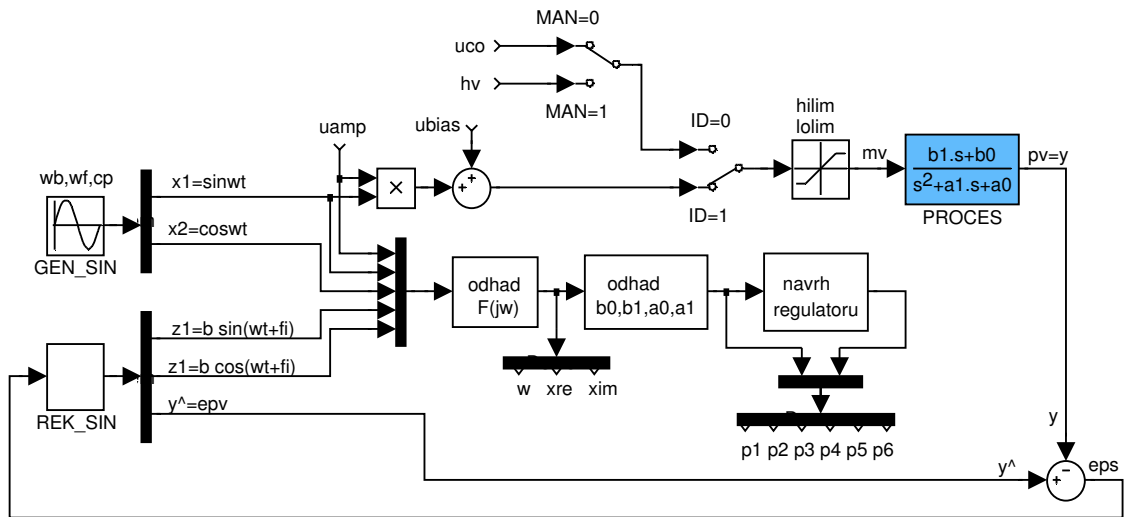 MAN=0
uco
hv
MAN=1
uamp
ubias
ID=0
ID=1
hilim
lolim
mv
b1.s+b0
s2+a1.s+a0
PROCES
pv=y
wb,wf,cp
GEN_SIN
x1=sinwt
x2=coswt
×
+
+
odhad
F(jw)
odhad
b0,b1,a0,a1
navrh
regulatoru
w xre xim
p1 p2 p3 p4 p5 p6
REK_SIN
z1=b sin(wt+fi)
z1=b cos(wt+fi)
y^=epv
y^
y
+
-
eps